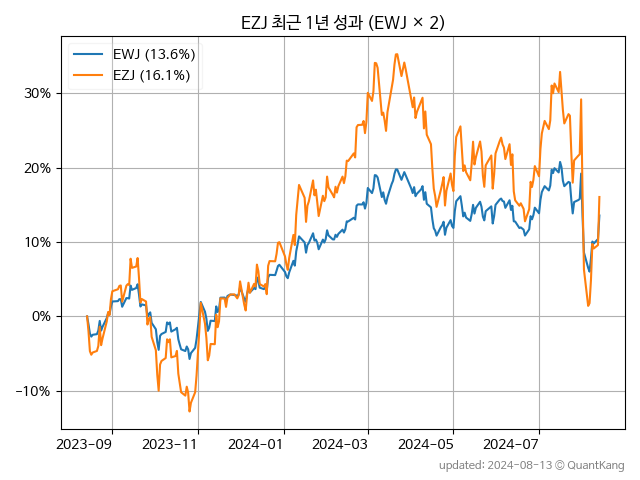 EZJ 최근 1년 성과 (EWJ × 2)
EWJ (13.6%)
EZJ (16.1%)
30%
20%
10%
0%
−10%
2023−09
2023−11
2024−01
2024−03
2024−05
2024−07
updated: 2024-08-13 © QuantKang